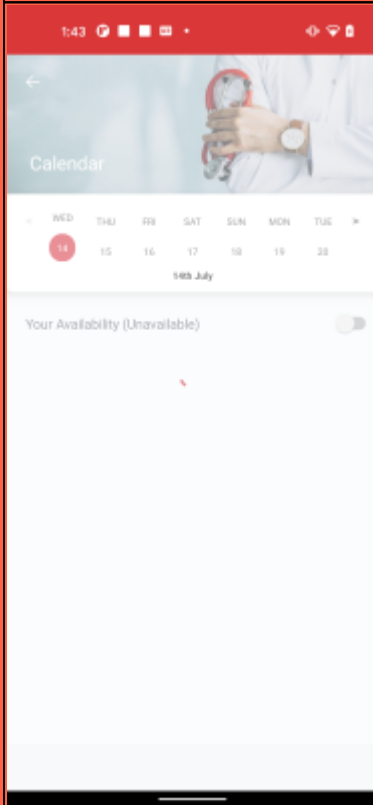 1:43
Calendar
WED THU FRI SAT SUN MON TUE
14 15 16 17 18 19 20
14th July
Your Availability (Unavailable)